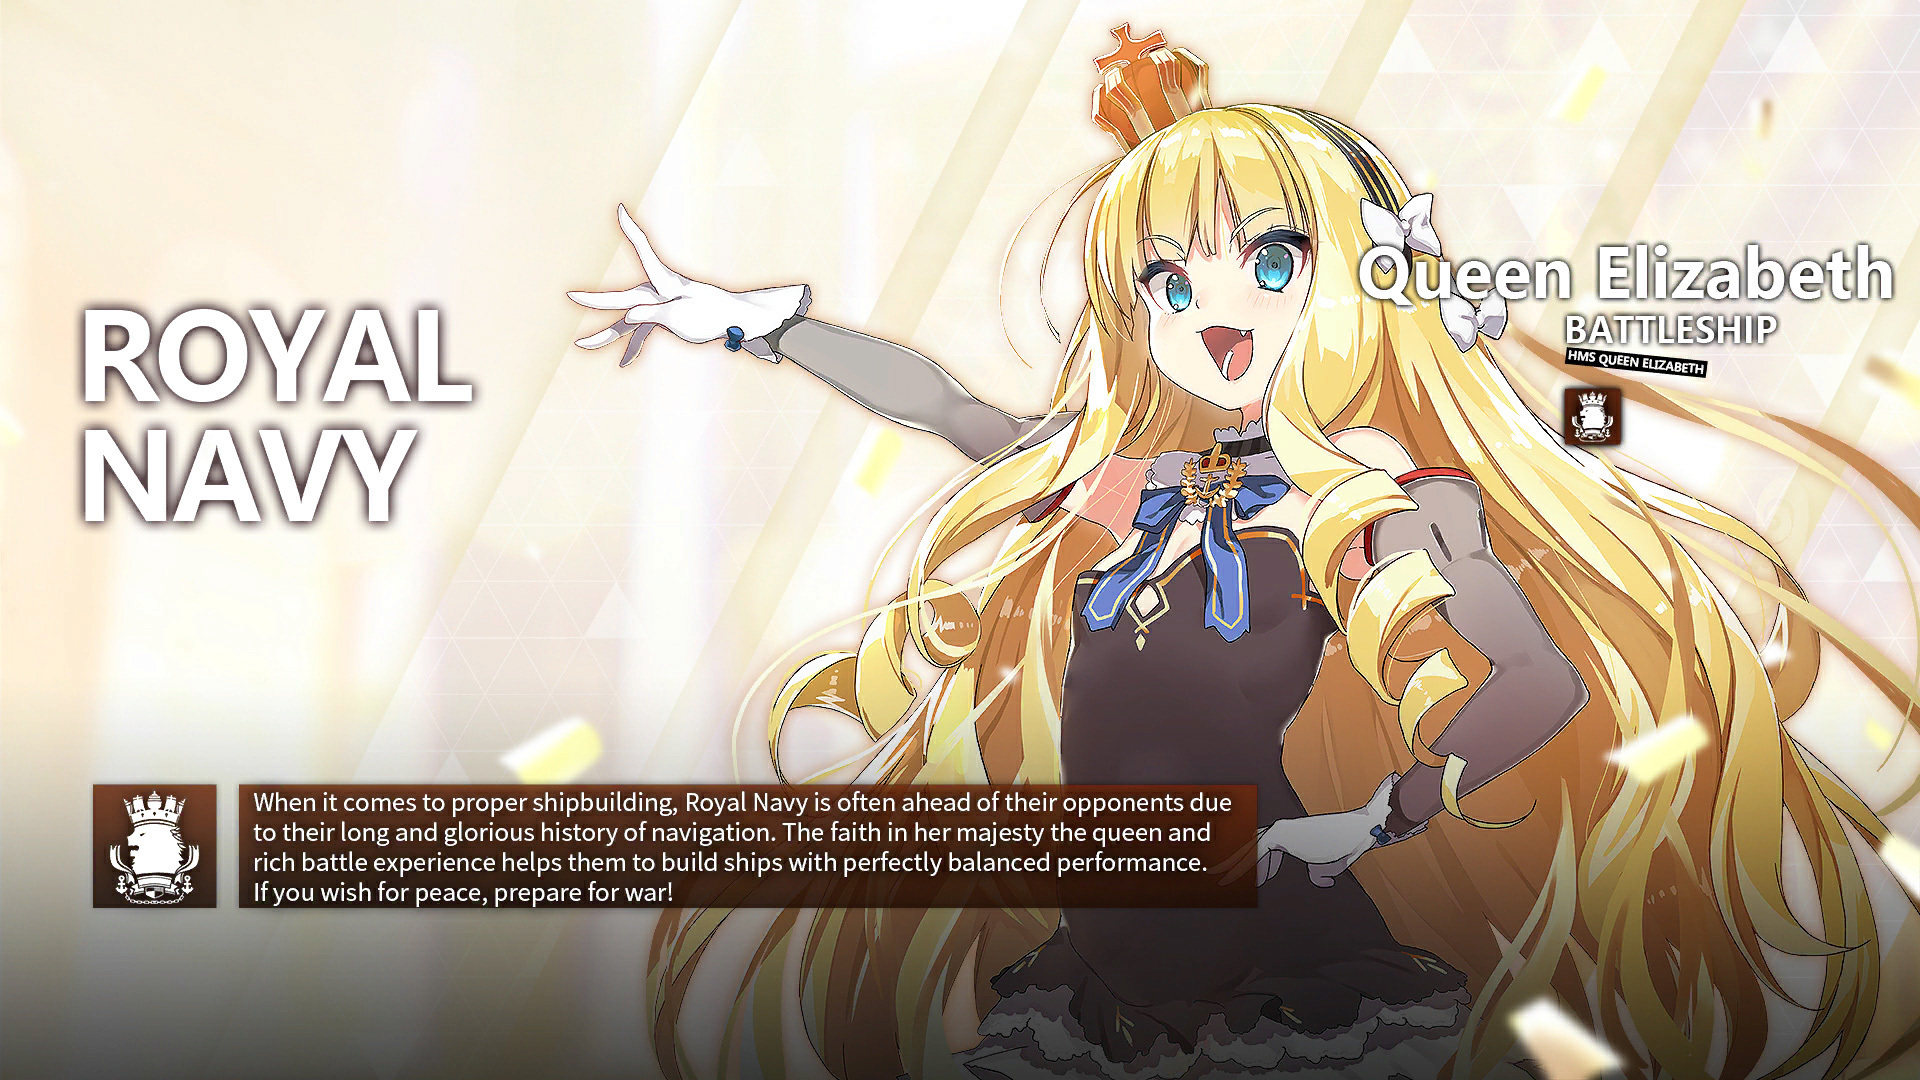 ROYAL
NAVY
Queen Elizabeth
BATTLESHIP
HMS QUEEN ELIZABETH
When it comes to proper shipbuilding, Royal Navy is often ahead of their opponents due
to their long and glorious history of navigation. The faith in her majesty the queen and
rich battle experience helps them to build ships with perfectly balanced performance.
If you wish for peace, prepare for war!